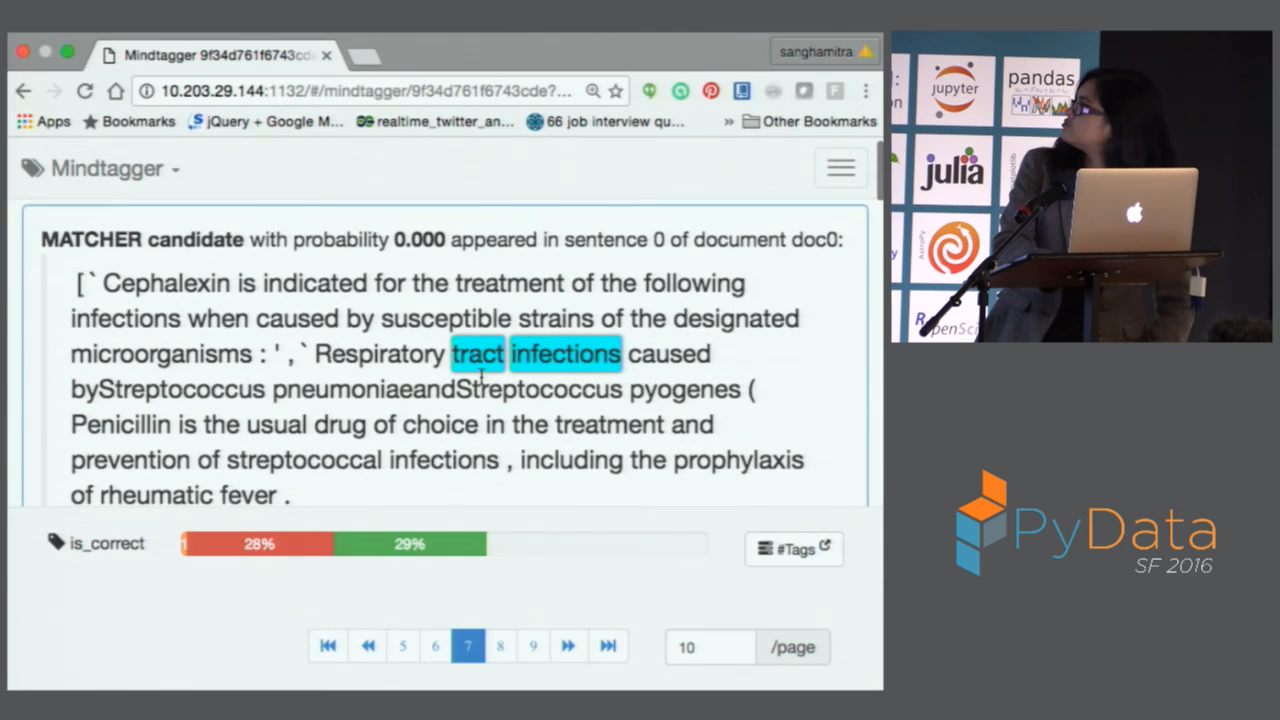 Mindtagger 9f34d761f6743cd
sanghamitra
10.203.29.144:1132/#/mindtagger/9f34d761f6743cde?...
Apps Bookmarks jQuery + Google M... realtime_twitter_an... 66 job interview qu... » Other Bookmarks
Mindtagger
MATCHER candidate with probability 0.000 appeared in sentence 0 of document doc0:
[ ` Cephalexin is indicated for the treatment of the following
infections when caused by susceptible strains of the designated
microorganisms : ' , ` Respiratory tract infections caused
byStreptococcus pneumoniaeandStreptococcus pyogenes (
Penicillin is the usual drug of choice in the treatment and
prevention of streptococcal infections , including the prophylaxis
of rheumatic fever .
is_correct 28% 29% #Tags
5 6 7 8 9 10 /page
jupyter
pandas
julia
AstroPy
PyData
SF 2016